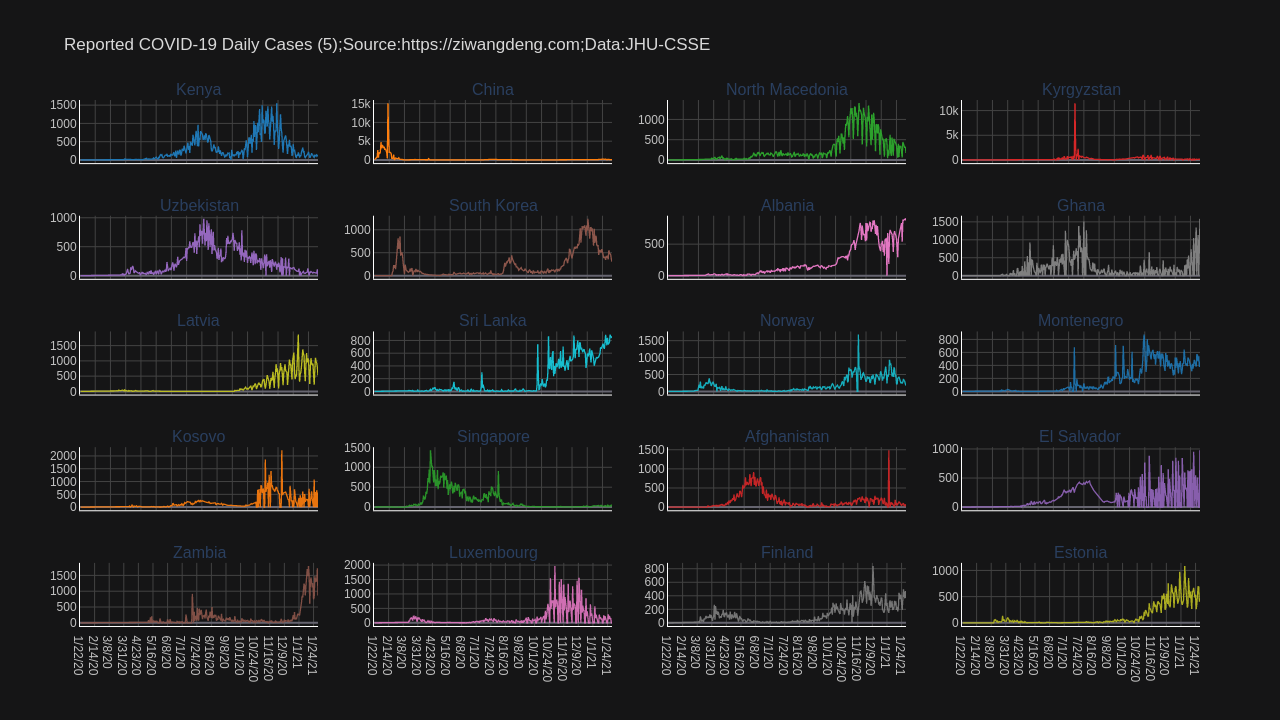 Reported COVID-19 Daily Cases (5);Source:https://ziwangdeng.com;Data:JHU-CSSE
Kenya China North Macedonia Kyrgyzstan
1500 1000 500 0
15k 10k 5k 0
1000 500 0
10k 5k 0
Uzbekistan South Korea Albania Ghana
1000 500 0
1000 500 0
500 0
1500 1000 500 0
Latvia Sri Lanka Norway Montenegro
1500 1000 500 0
800 600 400 200 0
1500 1000 500 0
800 600 400 200 0
Kosovo Singapore Afghanistan El Salvador
2000 1500 1000 500 0
1500 1000 500 0
1500 1000 500 0
1000 500 0
Zambia Luxembourg Finland Estonia
1500 1000 500 0
2000 1500 1000 500 0
800 600 400 200 0
1000 500 0
1/22/20 2/14/20 3/8/20 3/31/20 4/23/20 5/16/20 6/8/20 7/1/20 7/24/20 8/16/20 9/8/20 10/1/20 10/24/20 11/16/20 12/9/20 1/1/21 1/24/21
1/22/20 2/14/20 3/8/20 3/31/20 4/23/20 5/16/20 6/8/20 7/1/20 7/24/20 8/16/20 9/8/20 10/1/20 10/24/20 11/16/20 12/9/20 1/1/21 1/24/21
1/22/20 2/14/20 3/8/20 3/31/20 4/23/20 5/16/20 6/8/20 7/1/20 7/24/20 8/16/20 9/8/20 10/1/20 10/24/20 11/16/20 12/9/20 1/1/21 1/24/21
1/22/20 2/14/20 3/8/20 3/31/20 4/23/20 5/16/20 6/8/20 7/1/20 7/24/20 8/16/20 9/8/20 10/1/20 10/24/20 11/16/20 12/9/20 1/1/21 1/24/21